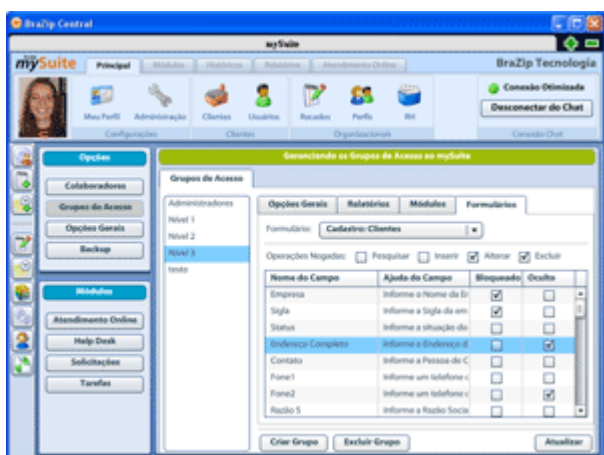 BraZip Central
mySuite
mySuite
Principal Módulos Históricos Relatórios Atendimento Online
BraZip Tecnologia
Meu Perfil Administração Clientes Usuários Recados Perfis RH
Conexão Otimizada
Desconectar do Chat
Configurações Clientes Organizacionais Conexão Chat
Opções
Colaboradores
Grupos de Acesso
Opções Gerais
Backup
Módulos
Atendimento Online
Help Desk
Solicitações
Tarefas
Gerenciando os Grupos de Acesso ao mySuite
Grupos de Acesso
Administradores
Nível 1
Nível 2
Nível 3
teste
Opções Gerais Relatórios Módulos Formulários
Formulário: Cadastro: Clientes
Operações Negadas: Pesquisar Inserir Alterar Excluir
Nome do Campo Ajuda do Campo Bloqueado Oculto
Empresa Informe o Nome da E
Sigla Informe a Sigla da em
Status Informe a situação do
Endereço Completo Informe o Endereço d
Contato Informe a Pessoa de C
Fone1 Informe um telefone c
Fone2 Informe um telefone c
Razão S Informe a Razão Socia
Criar Grupo Excluir Grupo Atualizar